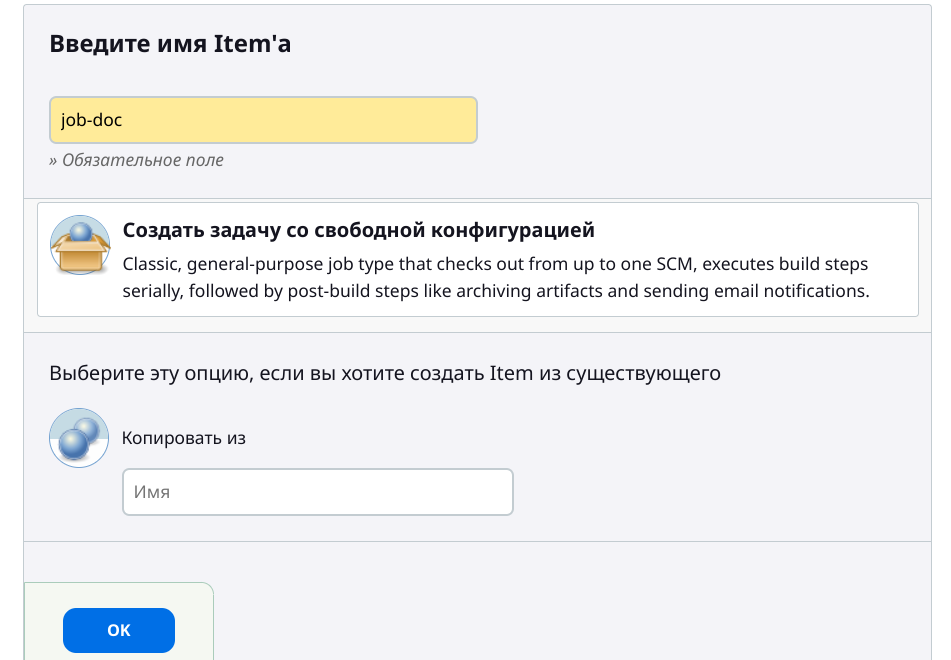 Введите имя Item'а
job-doc
» Обязательное поле
Создать задачу со свободной конфигурацией
Classic, general-purpose job type that checks out from up to one SCM, executes build steps
serially, followed by post-build steps like archiving artifacts and sending email notifications.
Выберите эту опцию, если вы хотите создать Item из существующего
Копировать из
Имя
OK